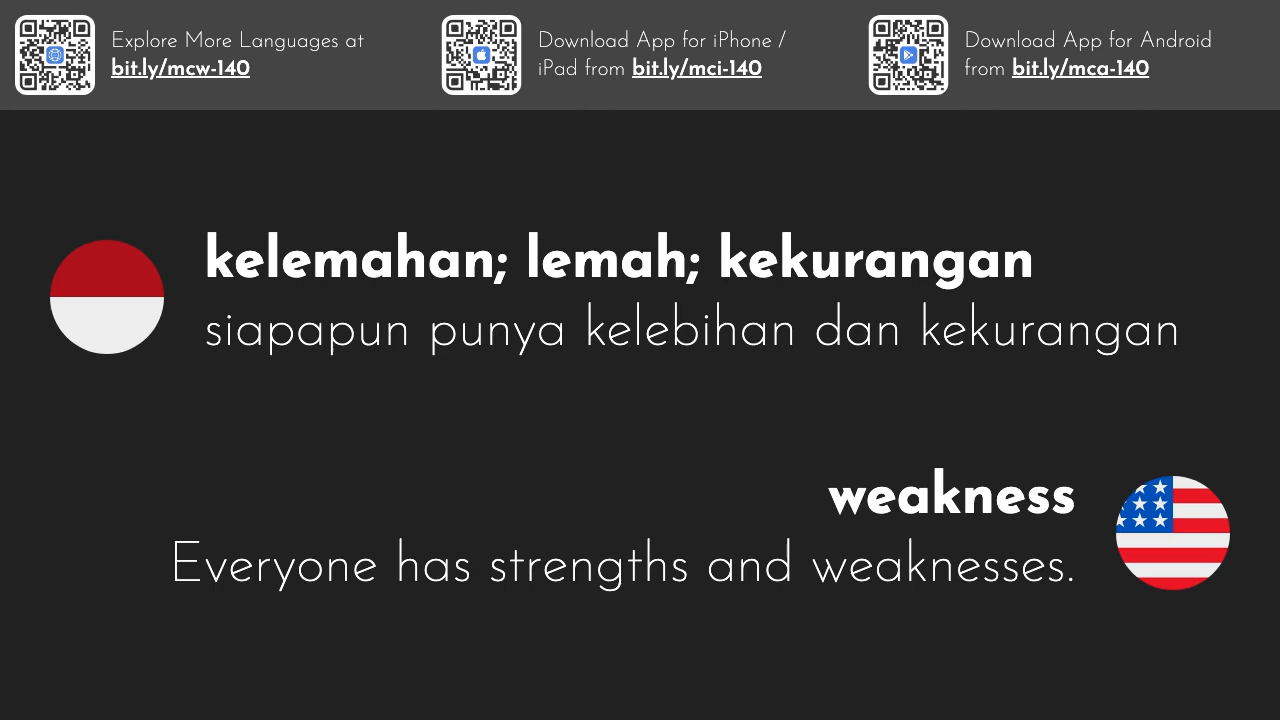 Explore More Languages at
bit.ly/mcw-140
Download App for iPhone /
iPad from bit.ly/mci-140
Download App for Android
from bit.ly/mca-140
kelemahan; lemah; kekurangan
siapapun punya kelebihan dan kekurangan
weakness
Everyone has strengths and weaknesses.